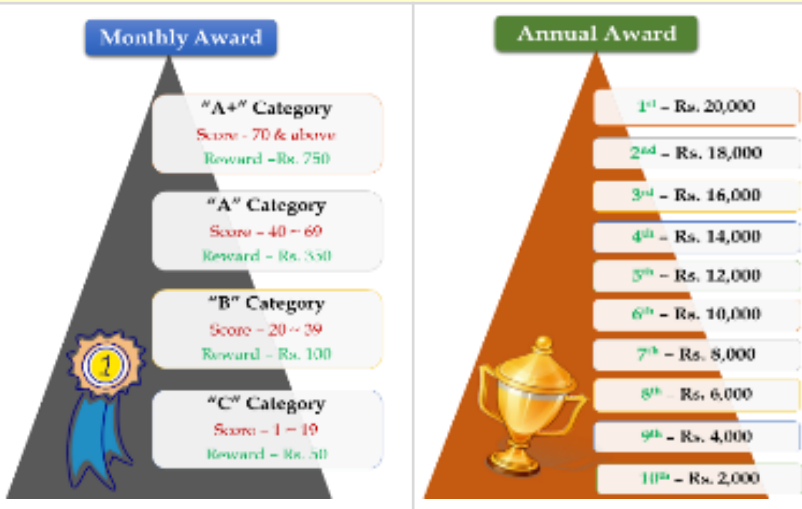 Monthly Award
"A+" Category
Score - 70 & above
Reward –Rs. 750
"A" Category
Score – 40 ~ 69
Reward – Rs. 350
"B" Category
Score – 20 ~ 39
Reward – Rs. 100
"C" Category
Score – 1 ~ 19
Reward – Rs. 50
1
Annual Award
1st – Rs. 20,000
2nd – Rs. 18,000
3rd – Rs. 16,000
4th – Rs. 14,000
5th – Rs. 12,000
6th – Rs. 10,000
7th – Rs. 8,000
8th – Rs. 6,000
9th – Rs. 4,000
10th – Rs. 2,000